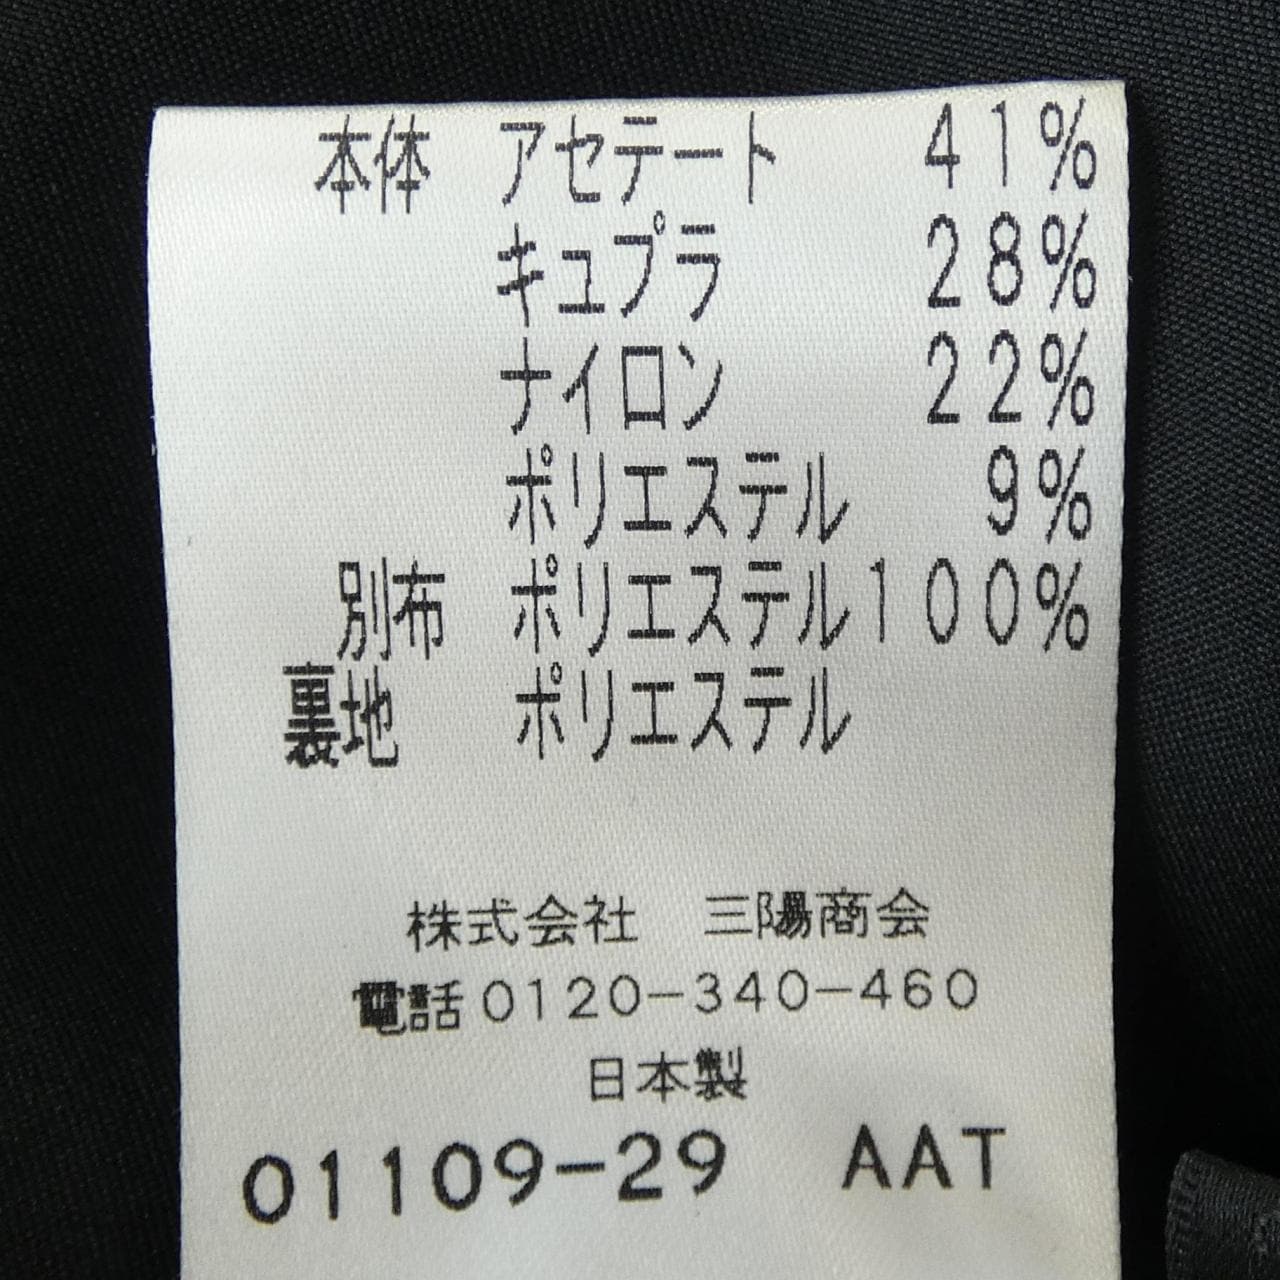 本体 アセテート 41%
キュプラ 28%
ナイロン 22%
ポリエステル 9%
別布 ポリエステル100%
裏地 ポリエステル
株式会社 三陽商会
電話0120-340-460
日本製
01109-29 AAT